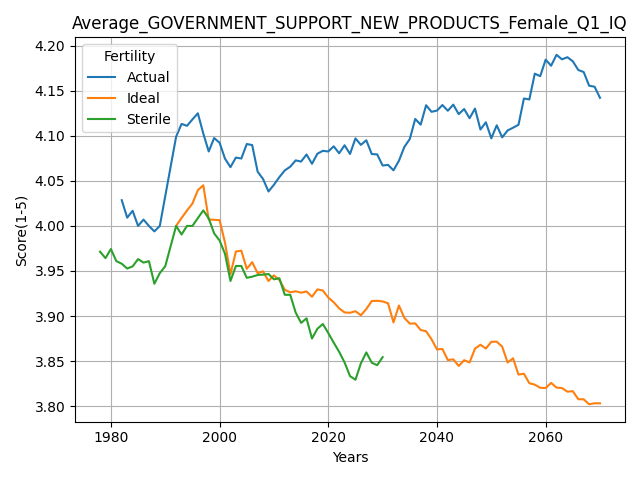 Average_GOVERNMENT_SUPPORT_NEW_PRODUCTS_Female_Q1_IQ
Fertility
Actual
Ideal
Sterile
Score(1-5)
4.20
4.15
4.10
4.05
4.00
3.95
3.90
3.85
3.80
1980 2000 2020 2040 2060
Years